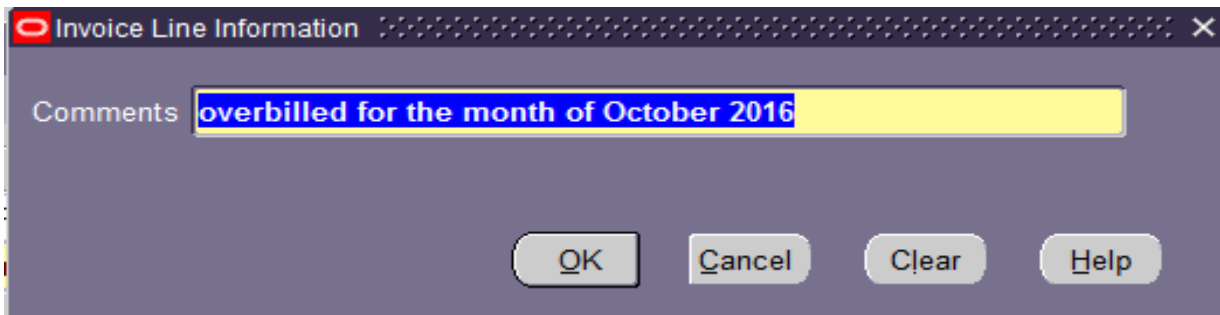 Invoice Line Information
Comments overbilled for the month of October 2016
OK Cancel Clear Help